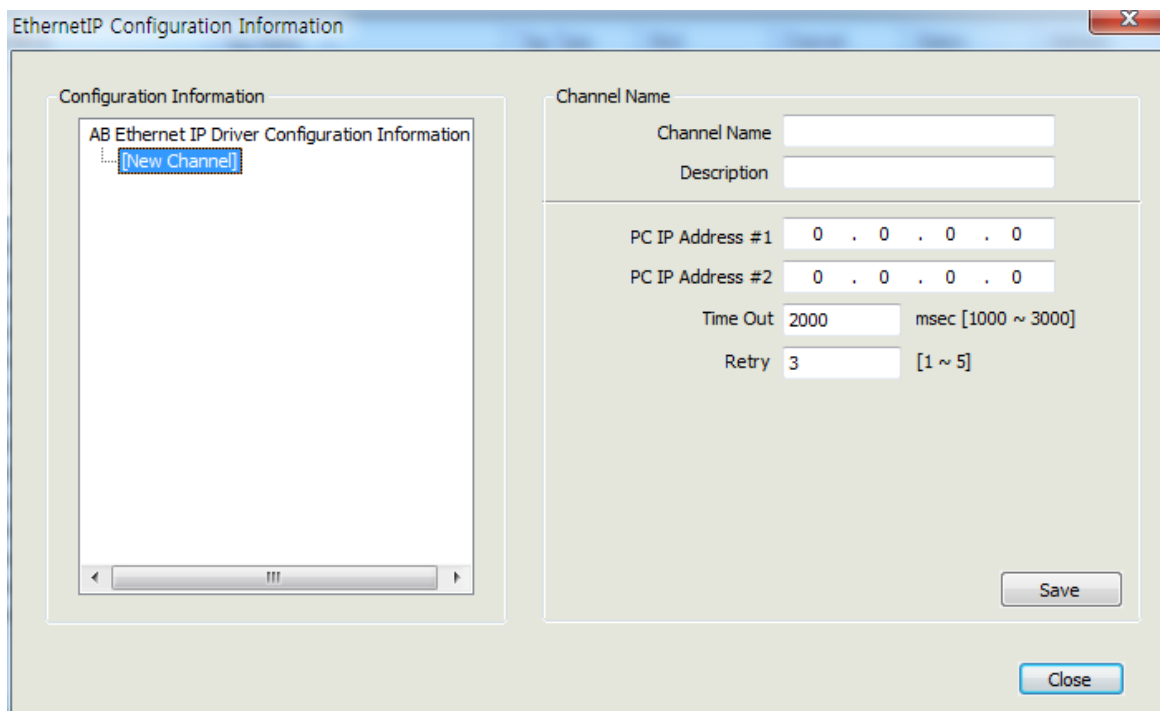 EthernetIP Configuration Information
X
Configuration Information
AB Ethernet IP Driver Configuration Information
[New Channel]
Channel Name
Channel Name
Description
PC IP Address #1 0 . 0 . 0 . 0
PC IP Address #2 0 . 0 . 0 . 0
Time Out 2000 msec [1000 ~ 3000]
Retry 3 [1 ~ 5]
Save
Close